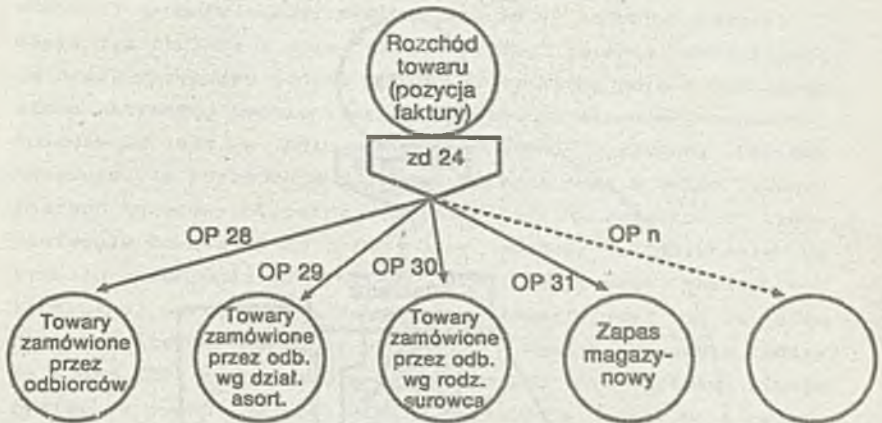 Rozchód
towaru
(pozycja
faktury)
zd 24
OP 28
OP 29
OP 30
OP 31
OP n
Towary
zamówione
przez
odbiorców
Towary
zamówione
przez odb.
wg dział.
asort.
Towary
zamówione
przez odb.
wg rodz.
surowca
Zapas
magazy-
nowy